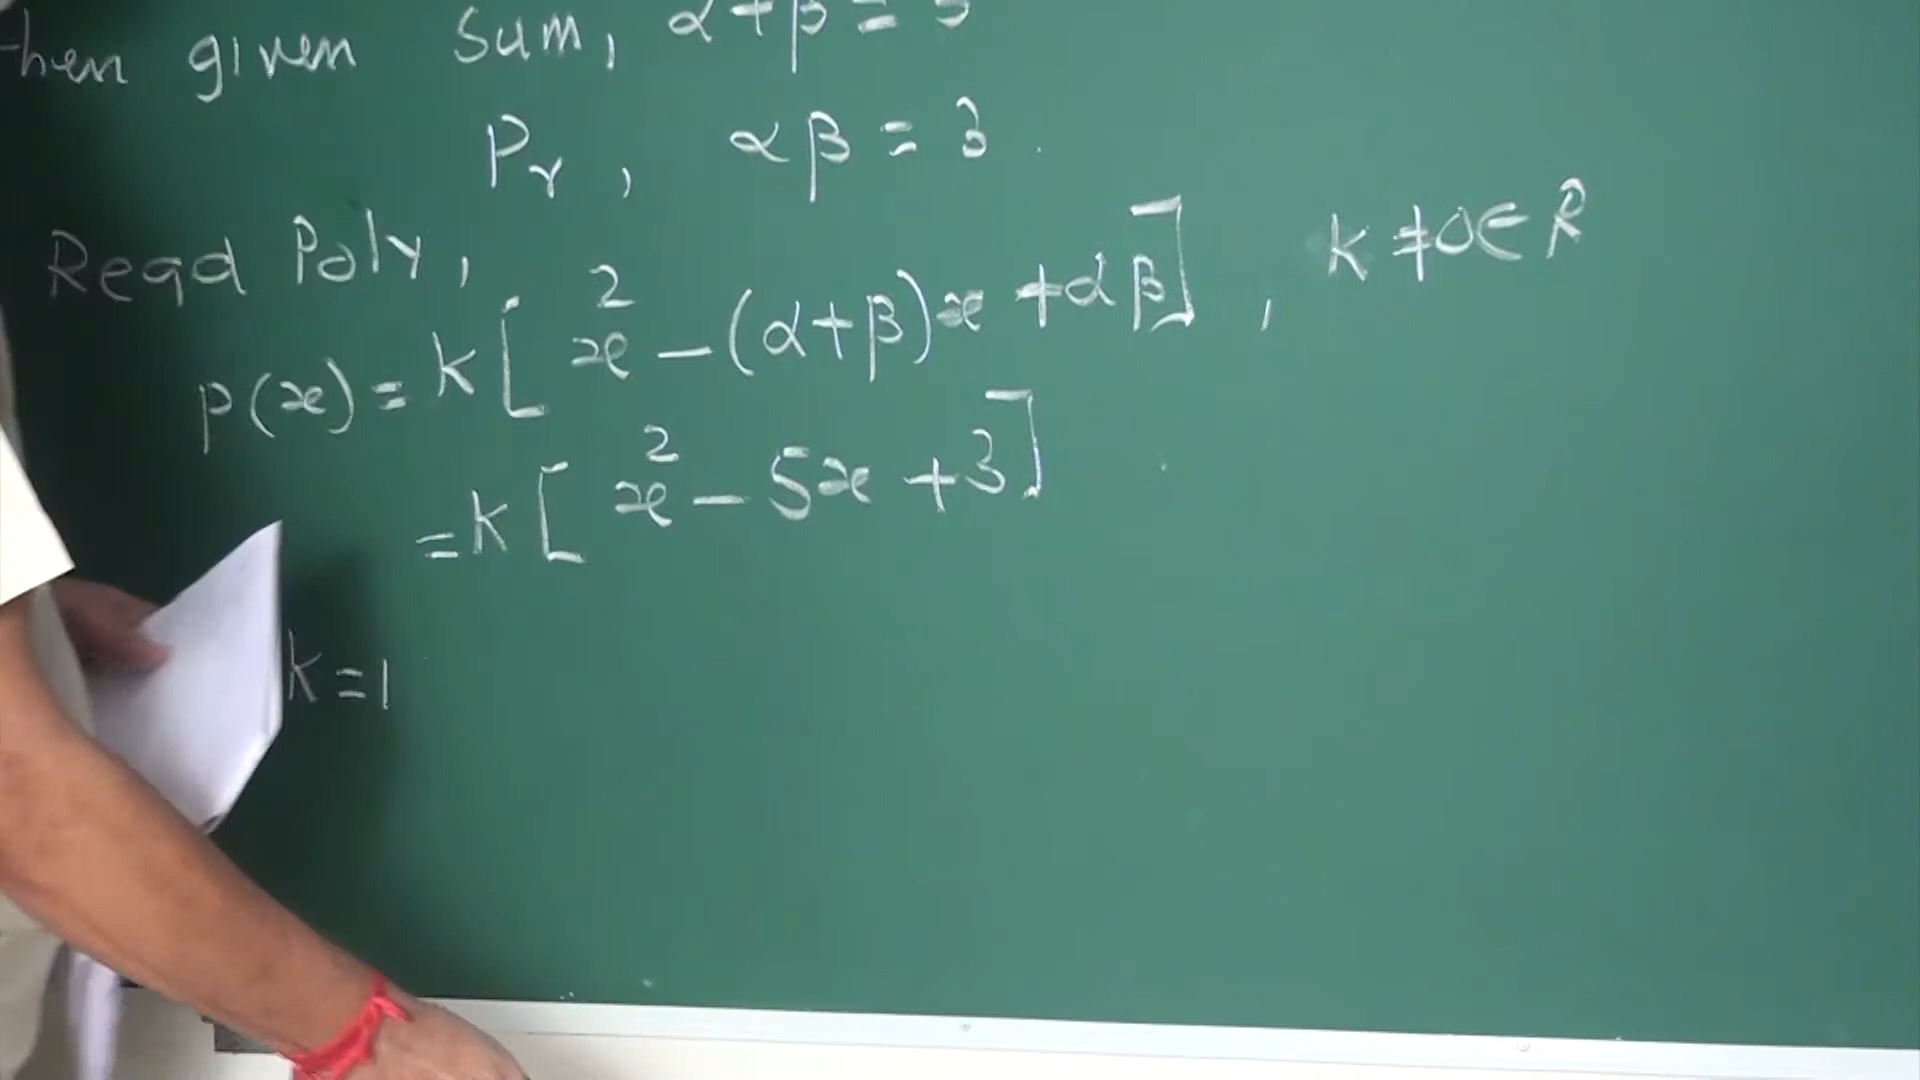 then given Sum, α+β = 5
Pr, αβ = 3.
Reqd Poly,
p(x) = k[x² - (α+β)x + αβ], k ≠ 0 ∈ R
= k[x² - 5x + 3]
k = 1